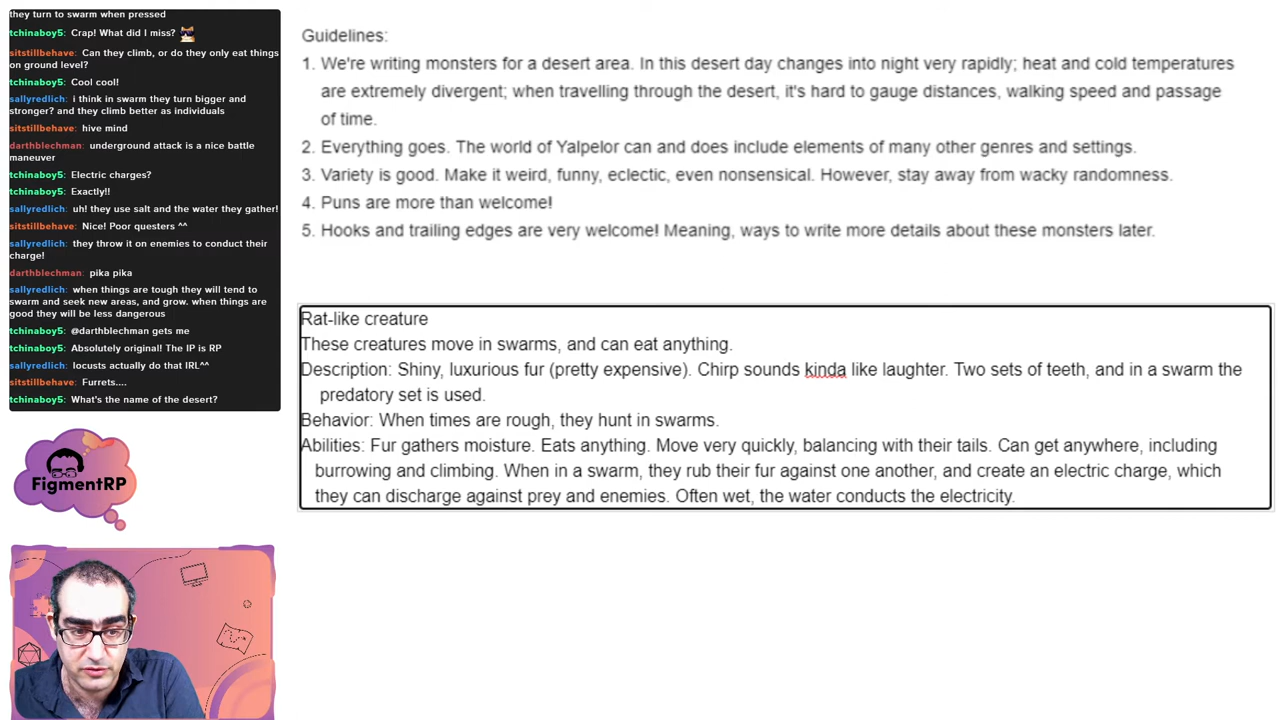 they turn to swarm when pressed
tchinaboy5: Crap! What did I miss?
sitstillbehave: Can they climb, or do they only eat things
on ground level?
tchinaboy5: Cool cool!
sallyredlich: i think in swarm they turn bigger and
stronger? and they climb better as individuals
sitstillbehave: hive mind
darthblechman: underground attack is a nice battle
maneuver
tchinaboy5: Electric charges?
tchinaboy5: Exactly!!
sallyredlich: uh! they use salt and the water they gather!
sitstillbehave: Nice! Poor questers ^^
sallyredlich: they throw it on enemies to conduct their
charge!
darthblechman: pika pika
sallyredlich: when things are tough they will tend to
swarm and seek new areas, and grow. when things are
good they will be less dangerous
tchinaboy5: @darthblechman gets me
tchinaboy5: Absolutely original! The IP is RP
sallyredlich: locusts actually do that IRL^^
sitstillbehave: Furrets....
tchinaboy5: What's the name of the desert?
FigmentRP
Guidelines:
1. We're writing monsters for a desert area. In this desert day changes into night very rapidly; heat and cold temperatures
are extremely divergent; when travelling through the desert, it's hard to gauge distances, walking speed and passage
of time.
2. Everything goes. The world of Yalpelor can and does include elements of many other genres and settings.
3. Variety is good. Make it weird, funny, eclectic, even nonsensical. However, stay away from wacky randomness.
4. Puns are more than welcome!
5. Hooks and trailing edges are very welcome! Meaning, ways to write more details about these monsters later.
Rat-like creature
These creatures move in swarms, and can eat anything.
Description: Shiny, luxurious fur (pretty expensive). Chirp sounds kinda like laughter. Two sets of teeth, and in a swarm the
predatory set is used.
Behavior: When times are rough, they hunt in swarms.
Abilities: Fur gathers moisture. Eats anything. Move very quickly, balancing with their tails. Can get anywhere, including
burrowing and climbing. When in a swarm, they rub their fur against one another, and create an electric charge, which
they can discharge against prey and enemies. Often wet, the water conducts the electricity.